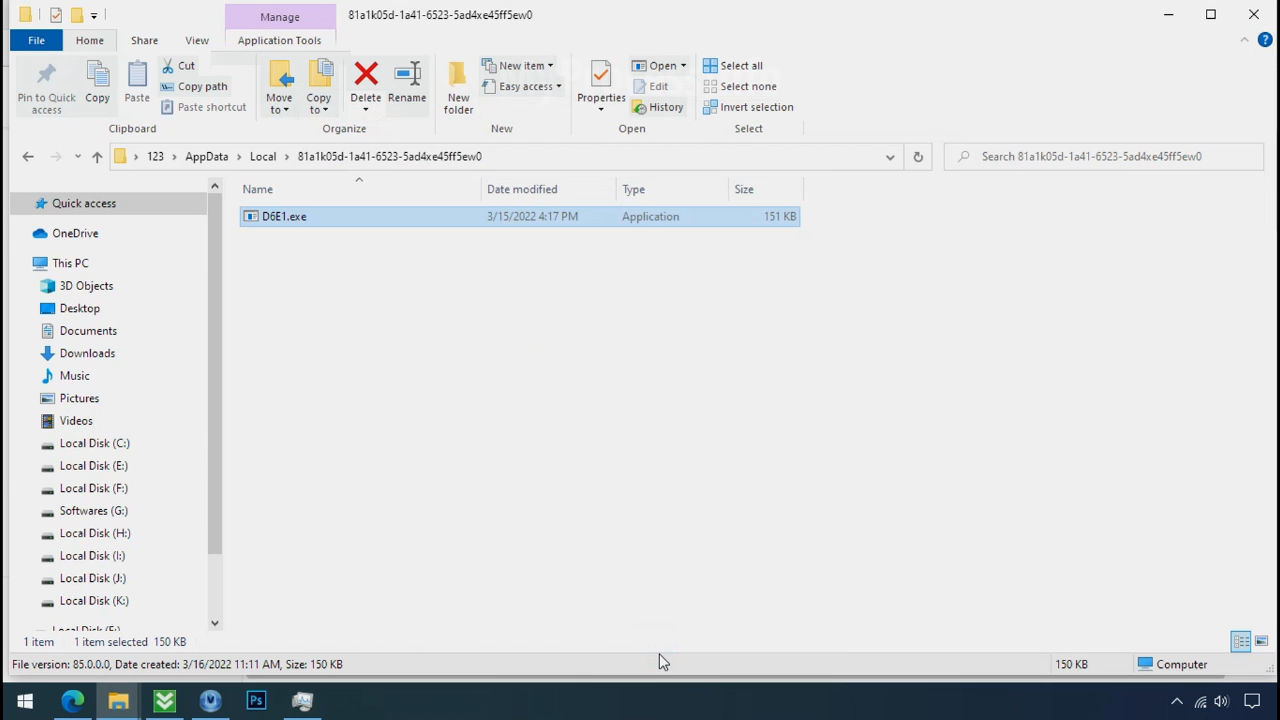 Manage
81a1k05d-1a41-6523-5ad4xe45ff5ew0
File
Home
Share
View
Application Tools
Pin to Quick access
Copy
Paste
Cut
Copy path
Paste shortcut
Clipboard
Move to
Copy to
Delete
Rename
Organize
New folder
New item
Easy access
New
Properties
Open
Edit
History
Open
Select all
Select none
Invert selection
Select
123
AppData
Local
81a1k05d-1a41-6523-5ad4xe45ff5ew0
Search 81a1k05d-1a41-6523-5ad4xe45ff5ew0
Name
Date modified
Type
Size
D6E1.exe
3/15/2022 4:17 PM
Application
151 KB
Quick access
OneDrive
This PC
3D Objects
Desktop
Documents
Downloads
Music
Pictures
Videos
Local Disk (C:)
Local Disk (E:)
Local Disk (F:)
Softwares (G:)
Local Disk (H:)
Local Disk (I:)
Local Disk (J:)
Local Disk (K:)
1 item
1 item selected 150 KB
File version: 85.0.0.0, Date created: 3/16/2022 11:11 AM, Size: 150 KB
150 KB
Computer
Ps